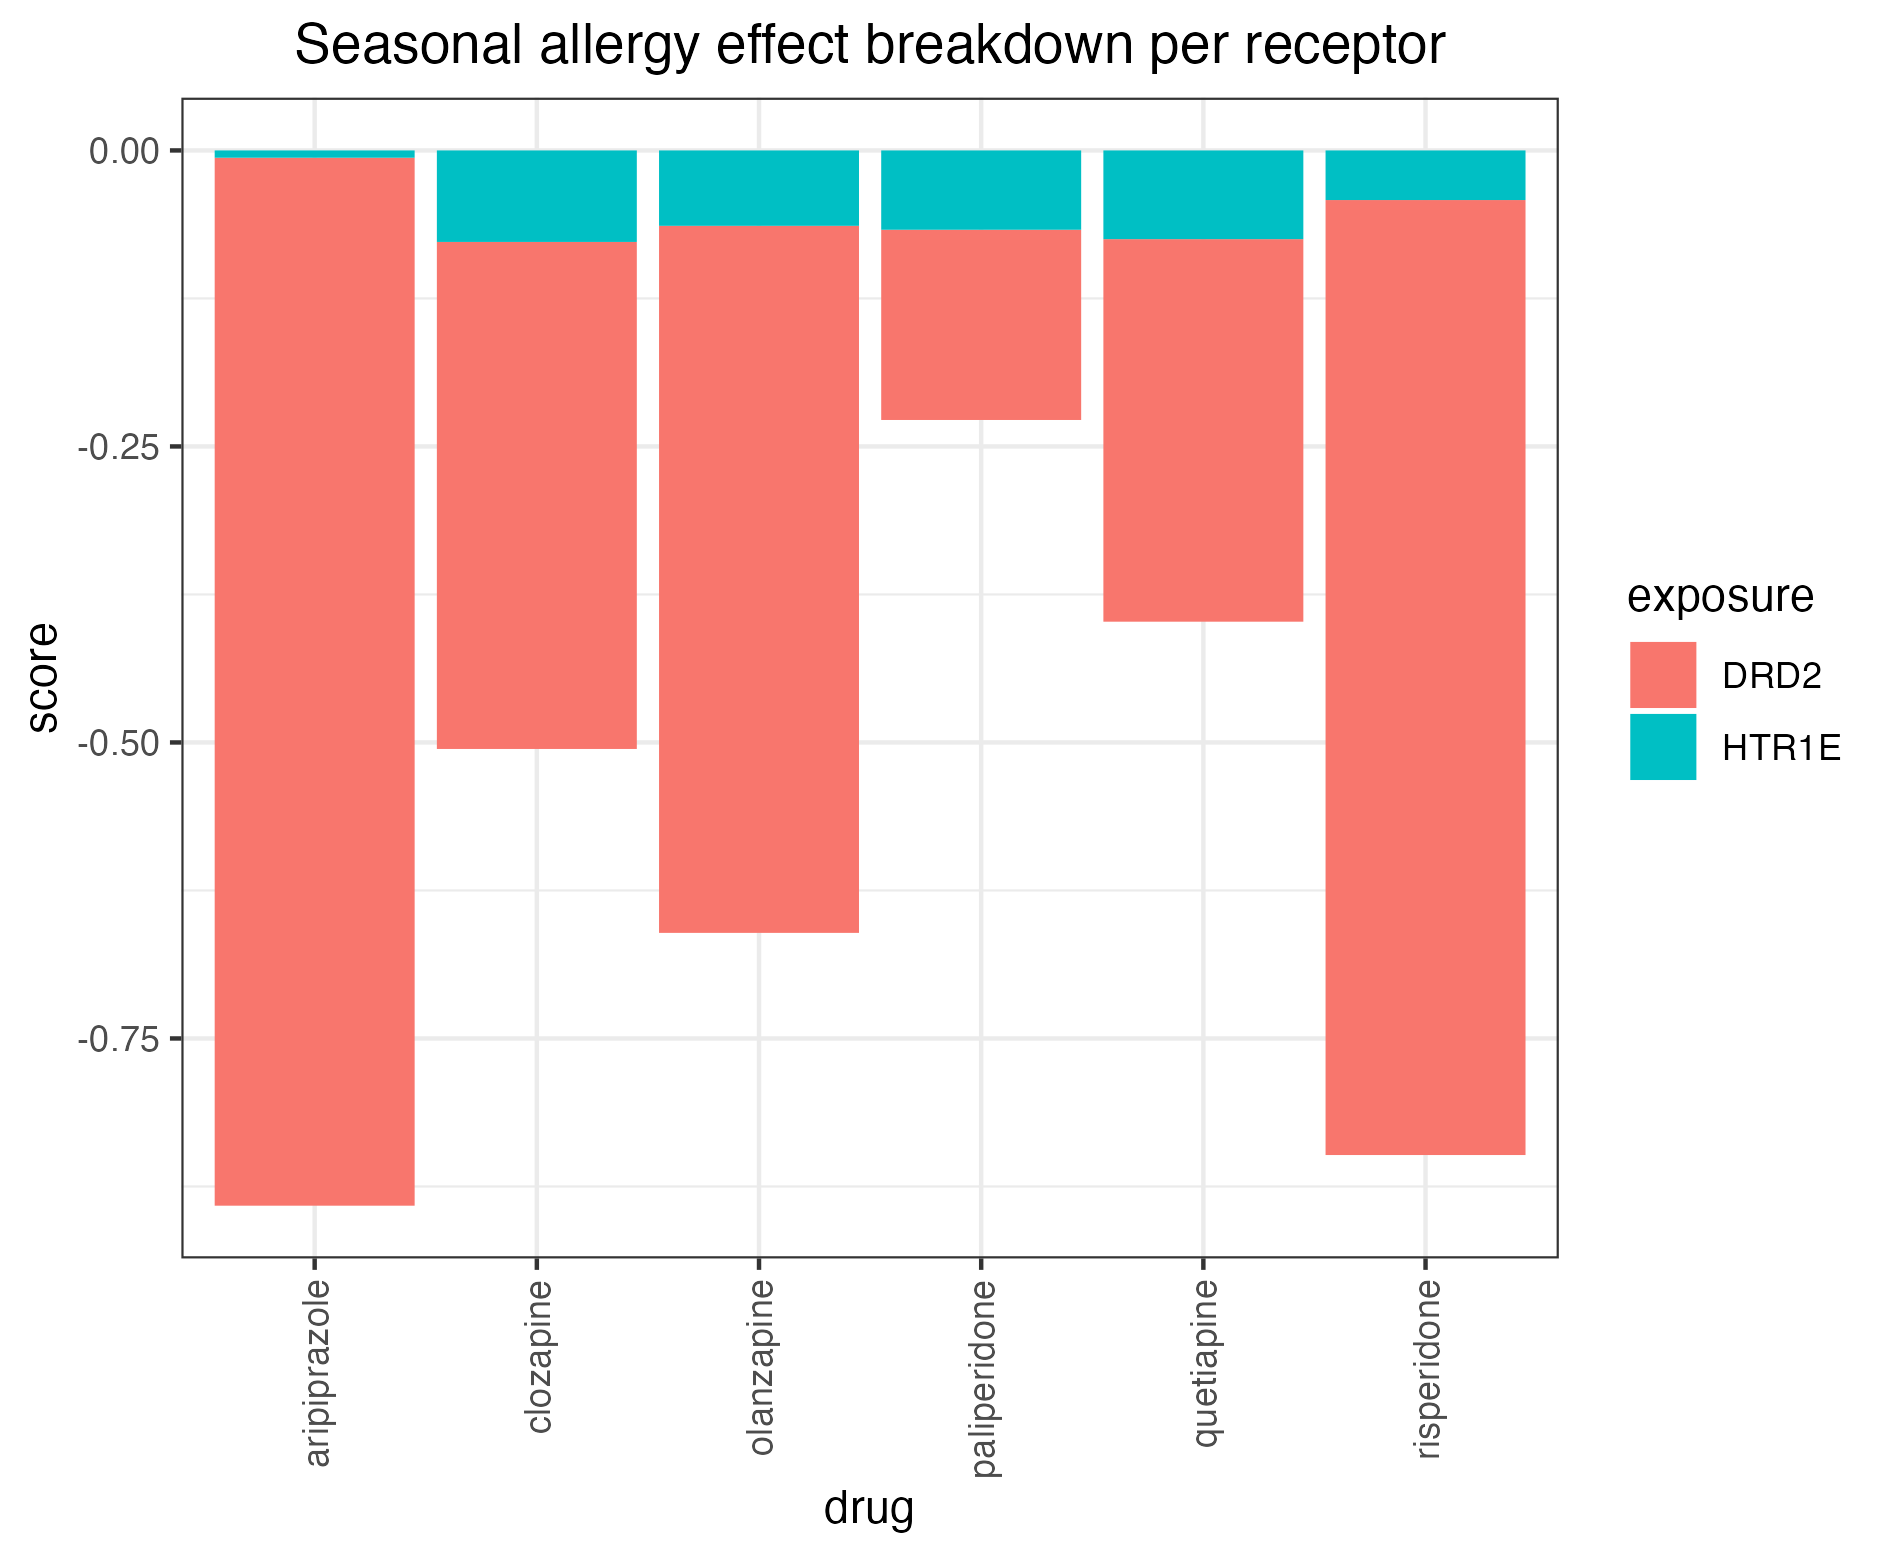 Seasonal allergy effect breakdown per receptor
0.00
-0.25
-0.50
-0.75
score
aripiprazole
clozapine
olanzapine
paliperidone
quetiapine
risperidone
drug
exposure
DRD2
HTR1E